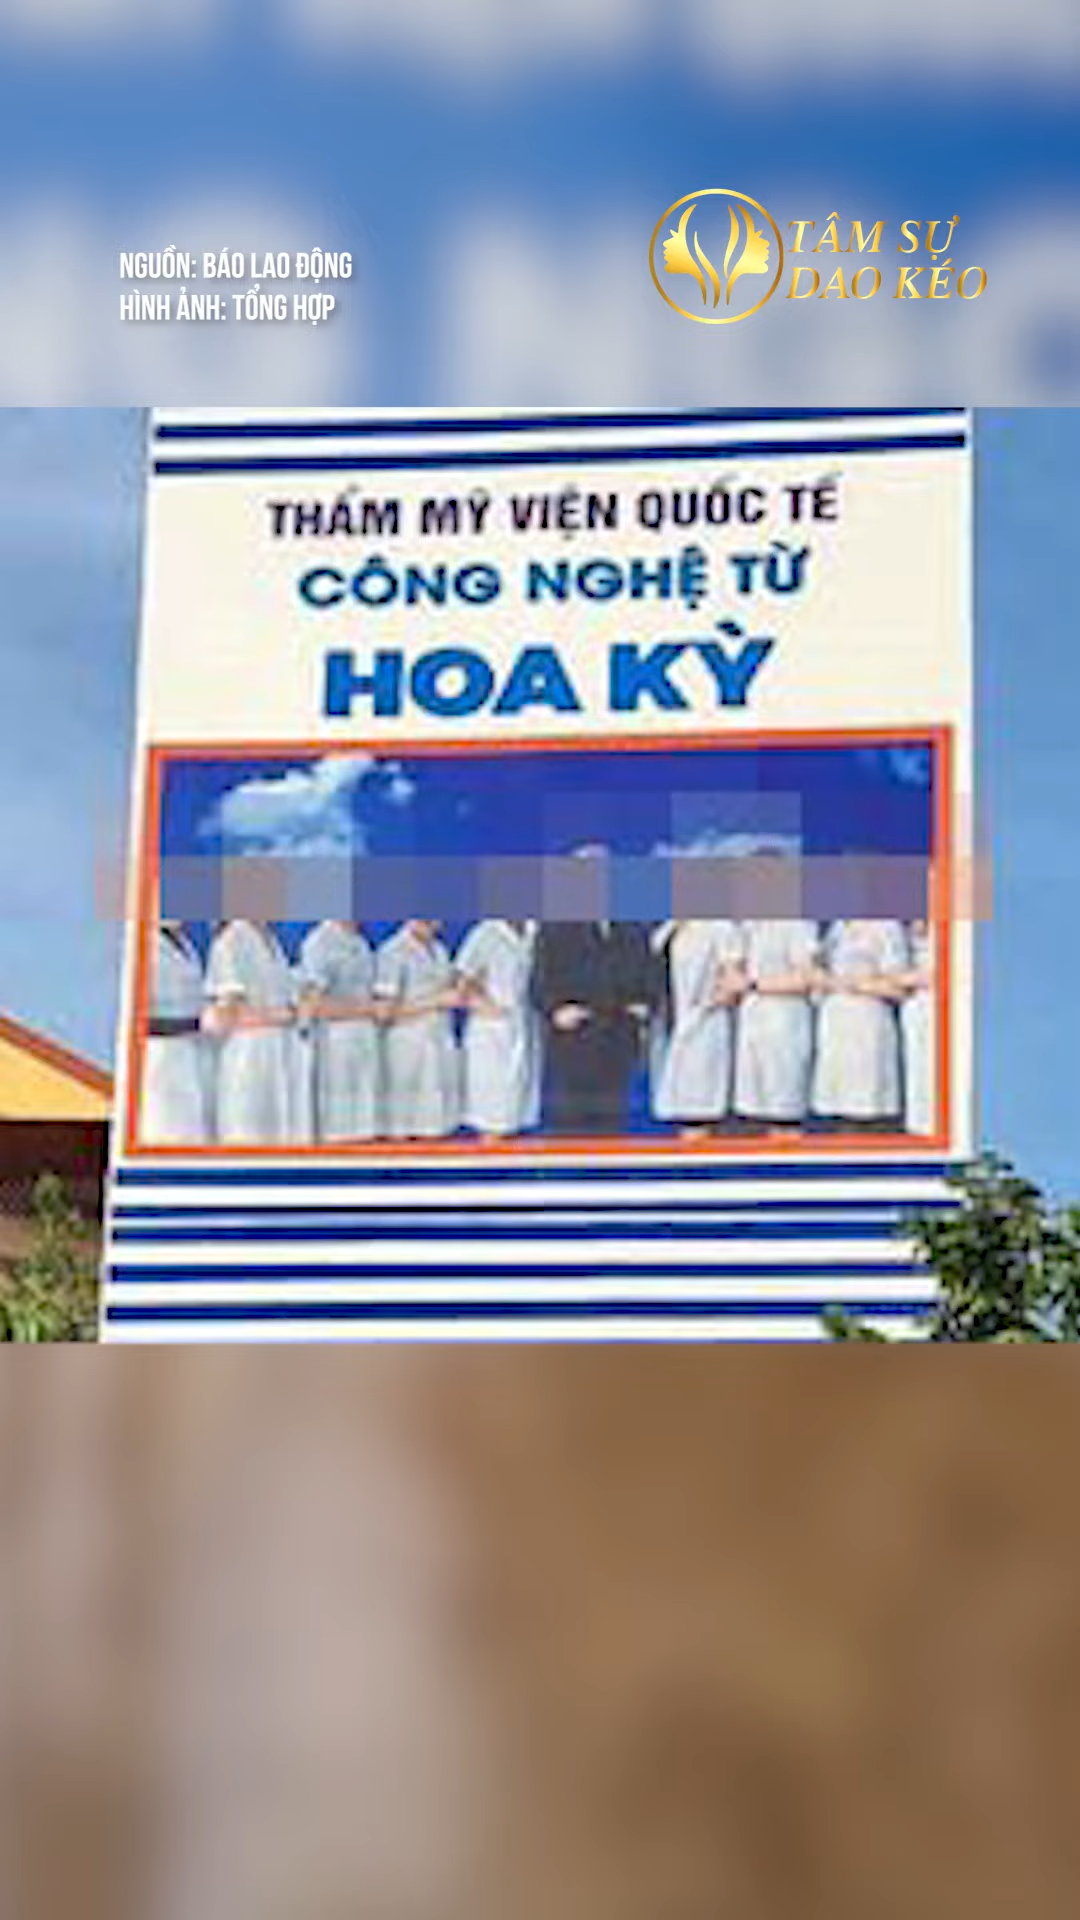 NGUỒN: BÁO LAO ĐỘNG
HÌNH ẢNH: TỔNG HỢP
TÂM SỰ
DAO KÉO
THẨM MỸ VIỆN QUỐC TẾ
CÔNG NGHỆ TỪ
HOA KỲ